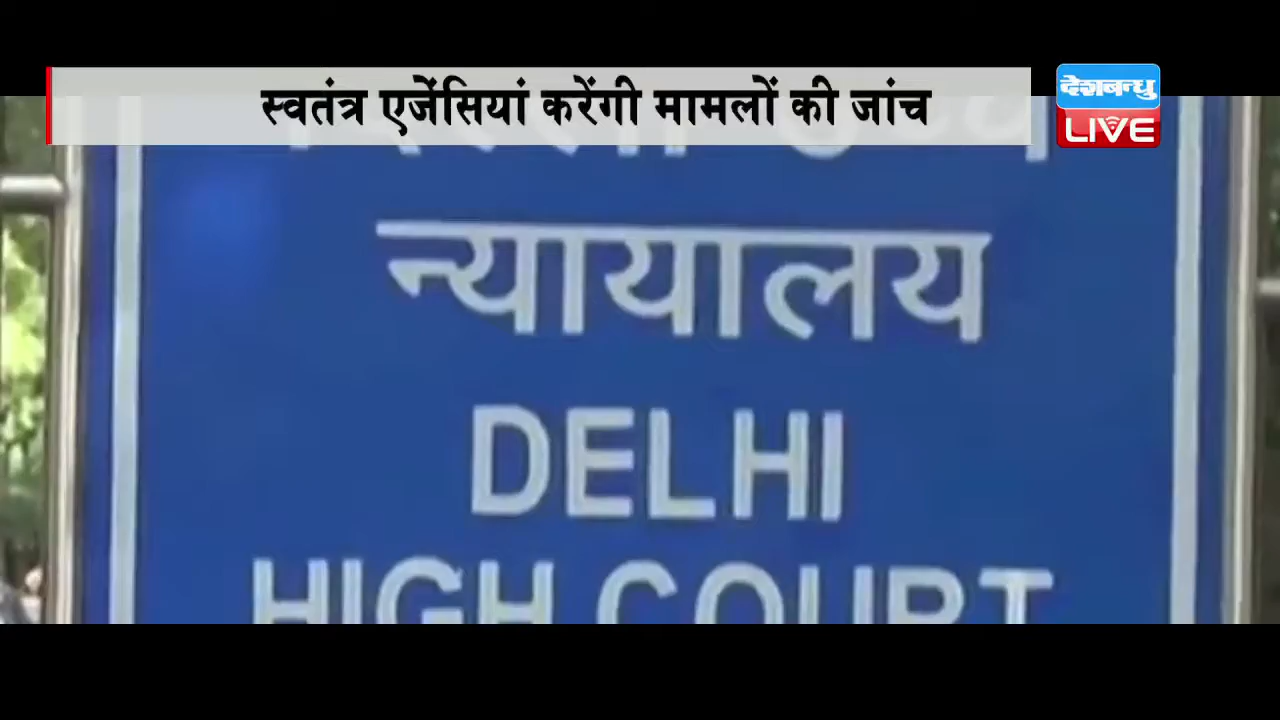 स्वतंत्र एजेंसियां करेंगी मामलों की जांच
देशबन्धु
LIVE
न्यायालय
DELHI
HIGH COURT